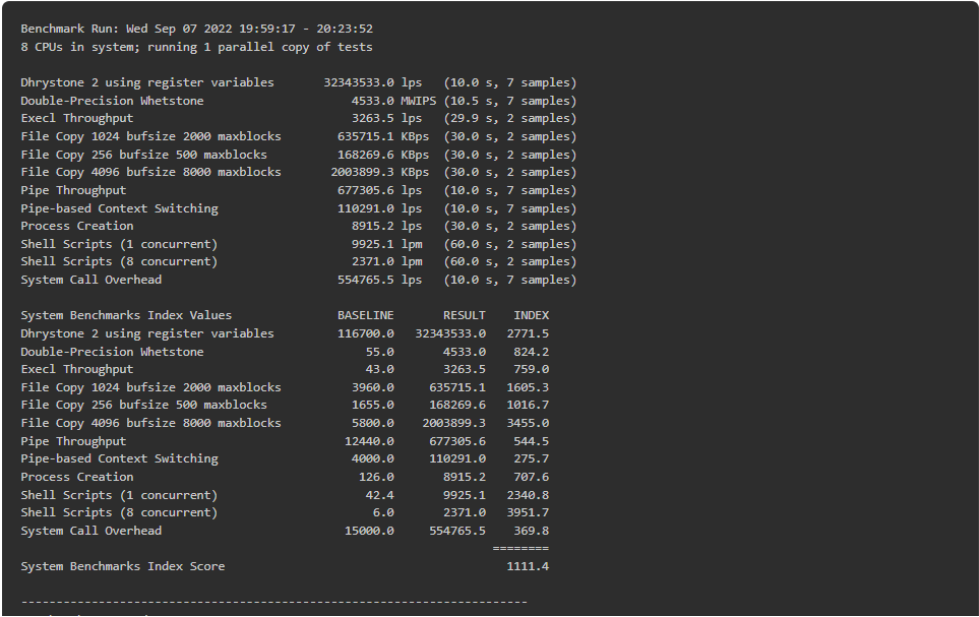 Benchmark Run: Wed Sep 07 2022 19:59:17 - 20:23:52
8 CPUs in system; running 1 parallel copy of tests
Dhrystone 2 using register variables 32343533.0 lps (10.0 s, 7 samples)
Double-Precision Whetstone 4533.0 MWIPS (10.5 s, 7 samples)
Execl Throughput 3263.5 lps (29.9 s, 2 samples)
File Copy 1024 bufsize 2000 maxblocks 635715.1 KBps (30.0 s, 2 samples)
File Copy 256 bufsize 500 maxblocks 168269.6 KBps (30.0 s, 2 samples)
File Copy 4096 bufsize 8000 maxblocks 2003899.3 KBps (30.0 s, 2 samples)
Pipe Throughput 677305.6 lps (10.0 s, 7 samples)
Pipe-based Context Switching 110291.0 lps (10.0 s, 7 samples)
Process Creation 8915.2 lps (30.0 s, 2 samples)
Shell Scripts (1 concurrent) 9925.1 lpm (60.0 s, 2 samples)
Shell Scripts (8 concurrent) 2371.0 lpm (60.0 s, 2 samples)
System Call Overhead 554765.5 lps (10.0 s, 7 samples)
System Benchmarks Index Values BASELINE RESULT INDEX
Dhrystone 2 using register variables 116700.0 32343533.0 2771.5
Double-Precision Whetstone 55.0 4533.0 824.2
Execl Throughput 43.0 3263.5 759.0
File Copy 1024 bufsize 2000 maxblocks 3960.0 635715.1 1605.3
File Copy 256 bufsize 500 maxblocks 1655.0 168269.6 1016.7
File Copy 4096 bufsize 8000 maxblocks 5800.0 2003899.3 3455.0
Pipe Throughput 12440.0 677305.6 544.5
Pipe-based Context Switching 4000.0 110291.0 275.7
Process Creation 126.0 8915.2 707.6
Shell Scripts (1 concurrent) 42.4 9925.1 2340.8
Shell Scripts (8 concurrent) 6.0 2371.0 3951.7
System Call Overhead 15000.0 554765.5 369.8
========
System Benchmarks Index Score 1111.4
------------------------------------------------------------------------